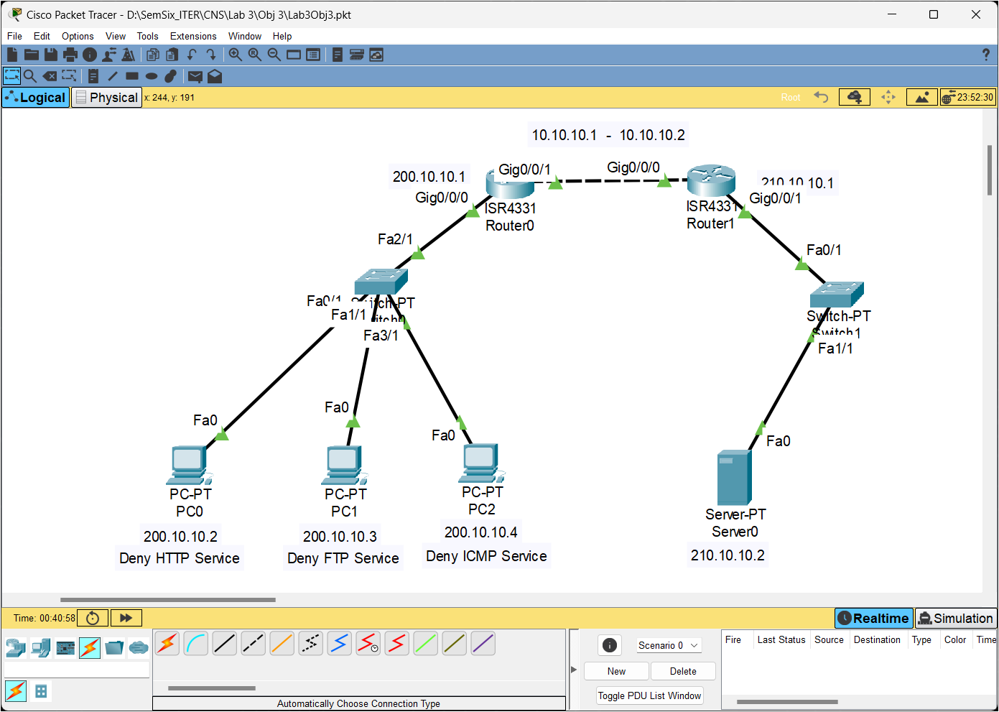 Cisco Packet Tracer - D:\SemSix_ITER\CNS\Lab 3\Obj 3\Lab3Obj3.pkt
File Edit Options View Tools Extensions Window Help
?
Logical Physical x: 244, y: 191 Root 23:52:30
10.10.10.1 - 10.10.10.2
200.10.10.1
Gig0/0/1
Gig0/0/0
210.10.10.1
Gig0/0/0
Gig0/0/1
ISR4331
Router0
ISR4331
Router1
Fa2/1
Fa0/1
Fa0/1
Switch-PT
Switch0
Fa1/1
Fa3/1
Switch-PT
Switch1
Fa1/1
Fa0
Fa0
Fa0
Fa0
PC-PT
PC0
PC-PT
PC1
PC-PT
PC2
Server-PT
Server0
200.10.10.2
Deny HTTP Service
200.10.10.3
Deny FTP Service
200.10.10.4
Deny ICMP Service
210.10.10.2
Time: 00:40:58 Realtime Simulation
Scenario 0
New Delete
Toggle PDU List Window
Fire Last Status Source Destination Type Color Time
Automatically Choose Connection Type